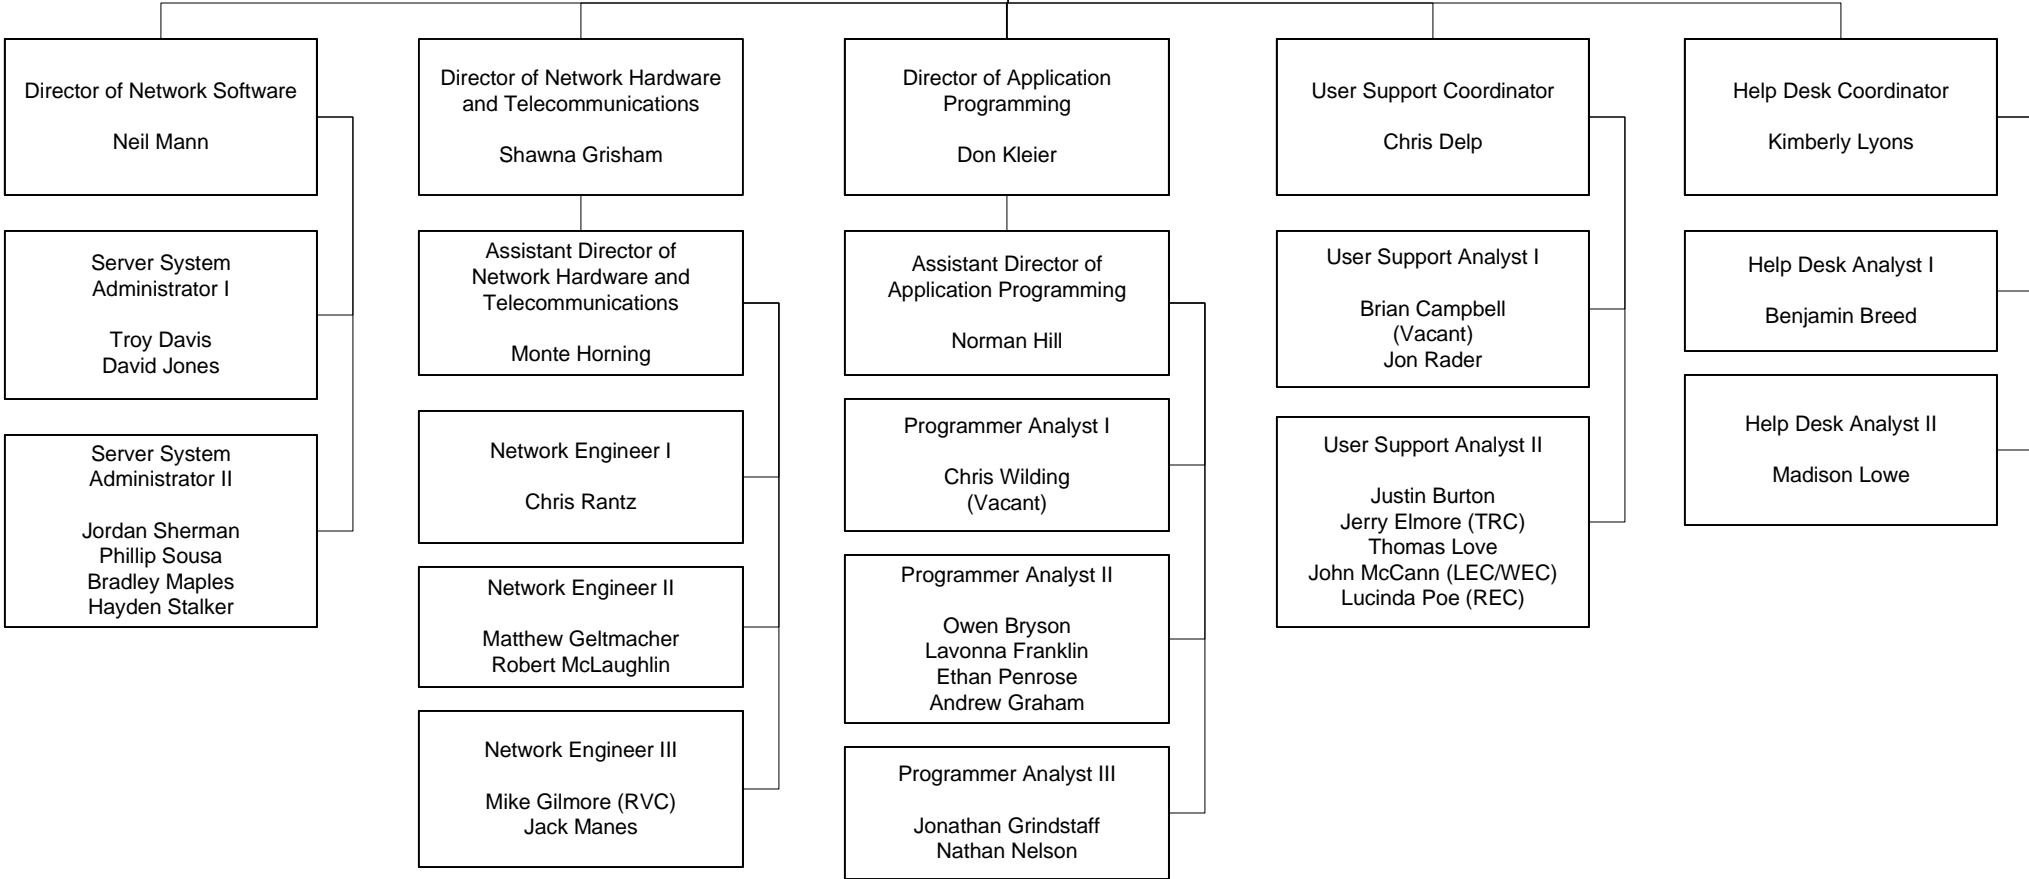 Director of Network Software
Neil Mann
Server System
Administrator I
Troy Davis
David Jones
Server System
Administrator II
Jordan Sherman
Phillip Sousa
Bradley Maples
Hayden Stalker
Director of Network Hardware
and Telecommunications
Shawna Grisham
Assistant Director of
Network Hardware and
Telecommunications
Monte Horning
Network Engineer I
Chris Rantz
Network Engineer II
Matthew Geltmacher
Robert McLaughlin
Network Engineer III
Mike Gilmore (RVC)
Jack Manes
Director of Application
Programming
Don Kleier
Assistant Director of
Application Programming
Norman Hill
Programmer Analyst I
Chris Wilding
(Vacant)
Programmer Analyst II
Owen Bryson
Lavonna Franklin
Ethan Penrose
Andrew Graham
Programmer Analyst III
Jonathan Grindstaff
Nathan Nelson
User Support Coordinator
Chris Delp
User Support Analyst I
Brian Campbell
(Vacant)
Jon Rader
User Support Analyst II
Justin Burton
Jerry Elmore (TRC)
Thomas Love
John McCann (LEC/WEC)
Lucinda Poe (REC)
Help Desk Coordinator
Kimberly Lyons
Help Desk Analyst I
Benjamin Breed
Help Desk Analyst II
Madison Lowe